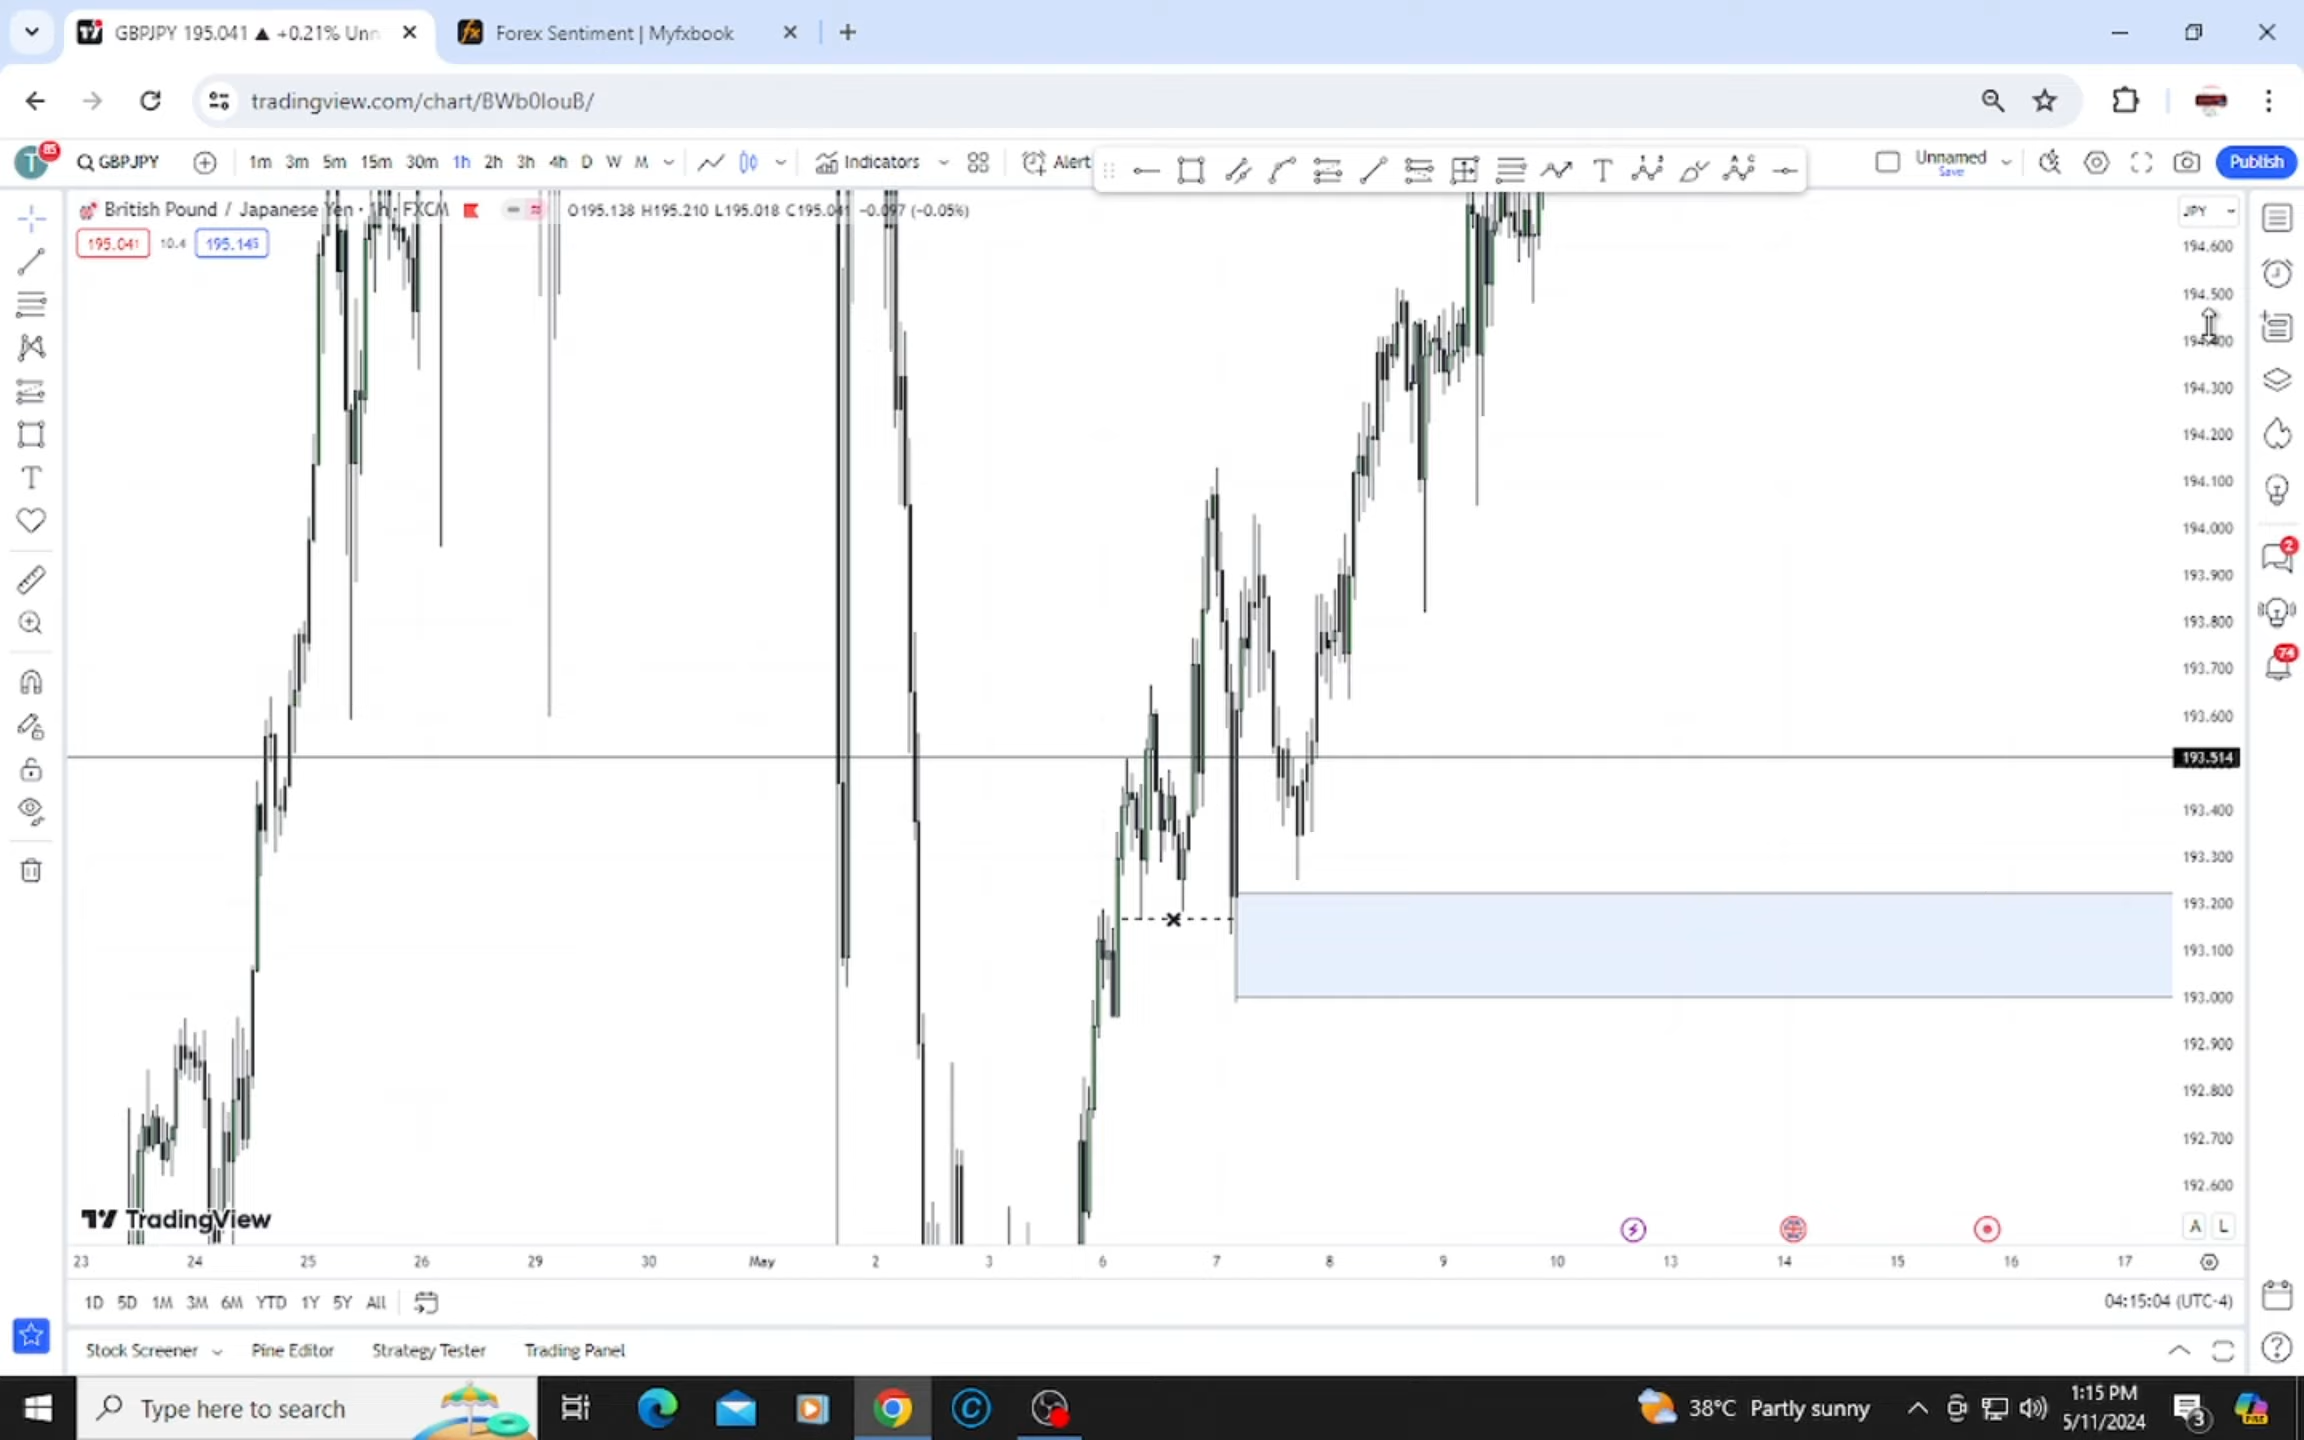 GBPJPY 195.041 ▲ +0.21% Unn
Forex Sentiment | Myfxbook
tradingview.com/chart/BWb0IouB/
T 85 GBPJPY 1m 3m 5m 15m 30m 1h 2h 3h 4h D W M Indicators Alert Unnamed Publish
Save
British Pound / Japanese Yen · 1h · FXCM O195.138 H195.210 L195.018 C195.041 -0.097 (-0.05%) JPY
195.041 10.4 195.145
194.600
194.500
194.300
194.200
194.100
194.000
193.900
193.800
193.700
193.600
193.514
193.400
193.300
193.200
193.100
193.000
192.900
192.800
192.700
192.600
2
74
TradingView
A L
23 24 25 26 29 30 May 2 3 6 7 8 9 10 13 14 15 16 17
1D 5D 1M 3M 6M YTD 1Y 5Y All 04:15:04 (UTC-4)
Stock Screener Pine Editor Strategy Tester Trading Panel
Type here to search
38°C Partly sunny
1:15 PM
5/11/2024
3